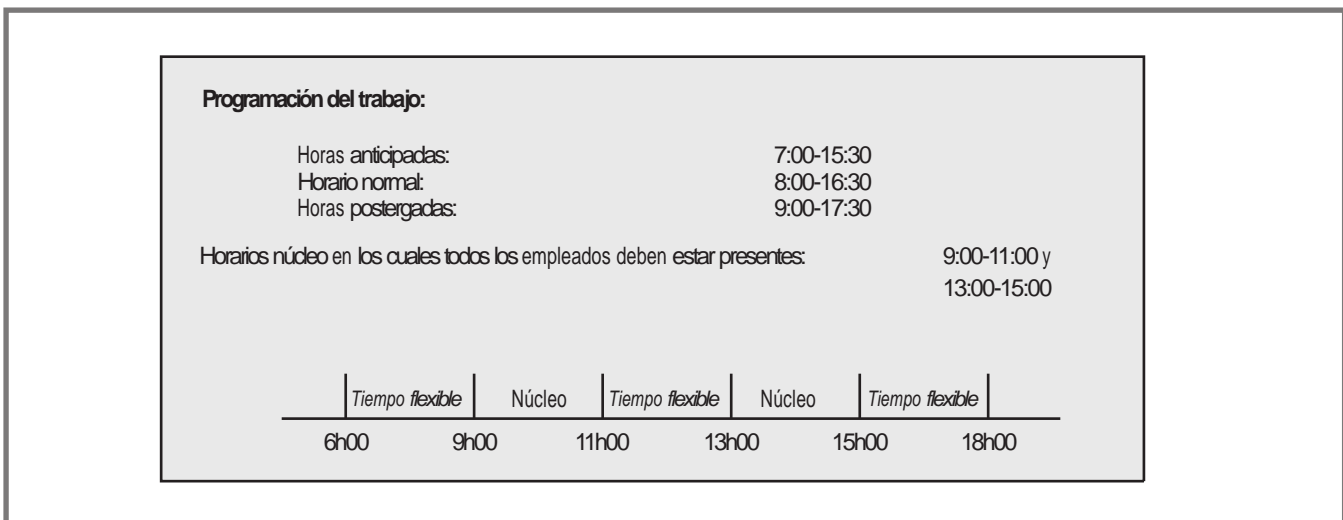 Programación del trabajo:
Horas anticipadas: 7:00-15:30
Horario normal: 8:00-16:30
Horas postergadas: 9:00-17:30
Horarios núcleo en los cuales todos los empleados deben estar presentes: 9:00-11:00 y
13:00-15:00
Tiempo flexible Núcleo Tiempo flexible Núcleo Tiempo flexible
6h00 9h00 11h00 13h00 15h00 18h00